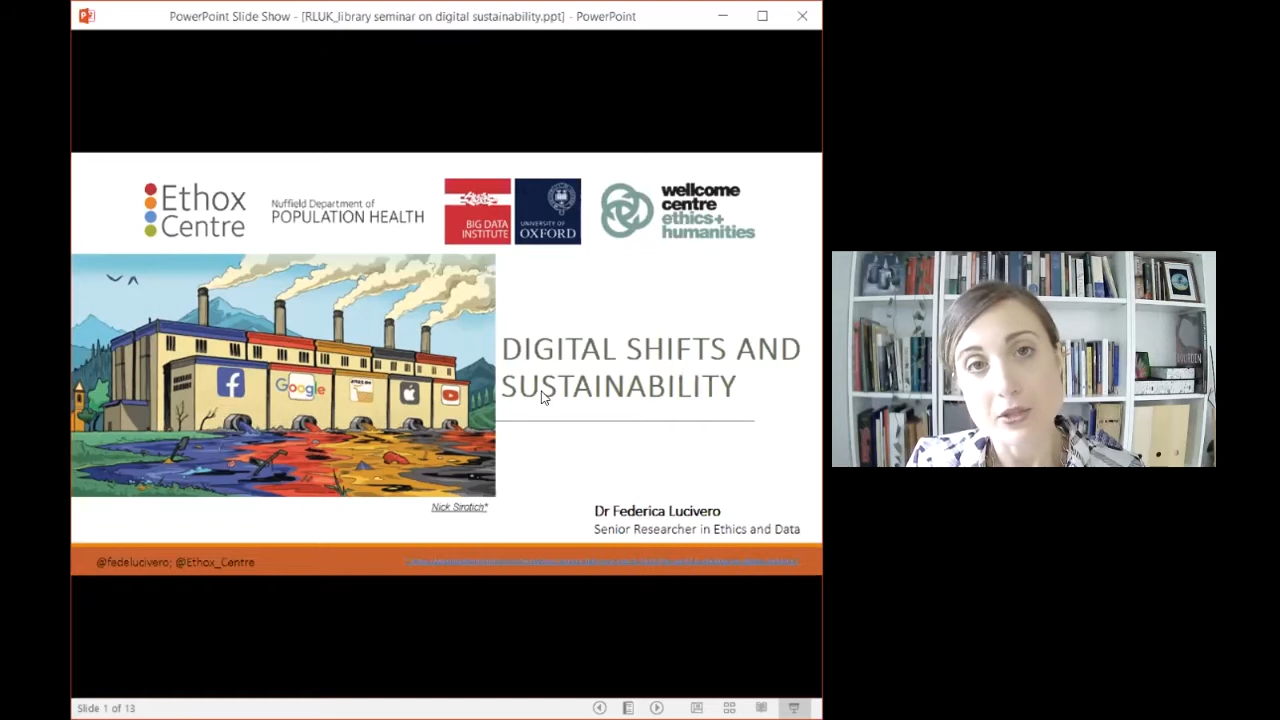 PowerPoint Slide Show - [RLUK_library seminar on digital sustainability.ppt] - PowerPoint
Ethox
Centre
Nuffield Department of
POPULATION HEALTH
BIG DATA
INSTITUTE
UNIVERSITY OF
OXFORD
wellcome
centre
ethics+
humanities
Google
DIGITAL SHIFTS AND
SUSTAINABILITY
Dr Federica Lucivero
Senior Researcher in Ethics and Data
@fedelucivero; @Ethox_Centre
Slide 1 of 13